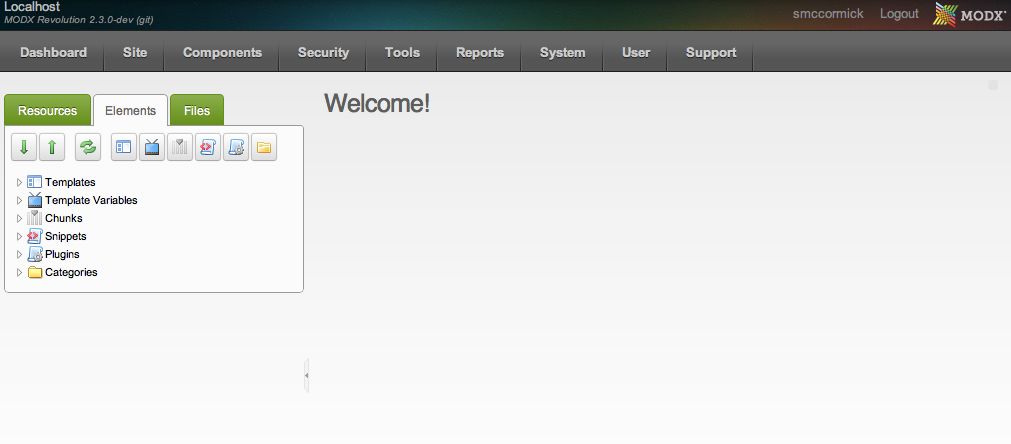 Localhost
MODX Revolution 2.3.0-dev (git)
smccormick Logout MODX
Dashboard Site Components Security Tools Reports System User Support
Resources Elements Files
Welcome!
Templates
Template Variables
Chunks
Snippets
Plugins
Categories